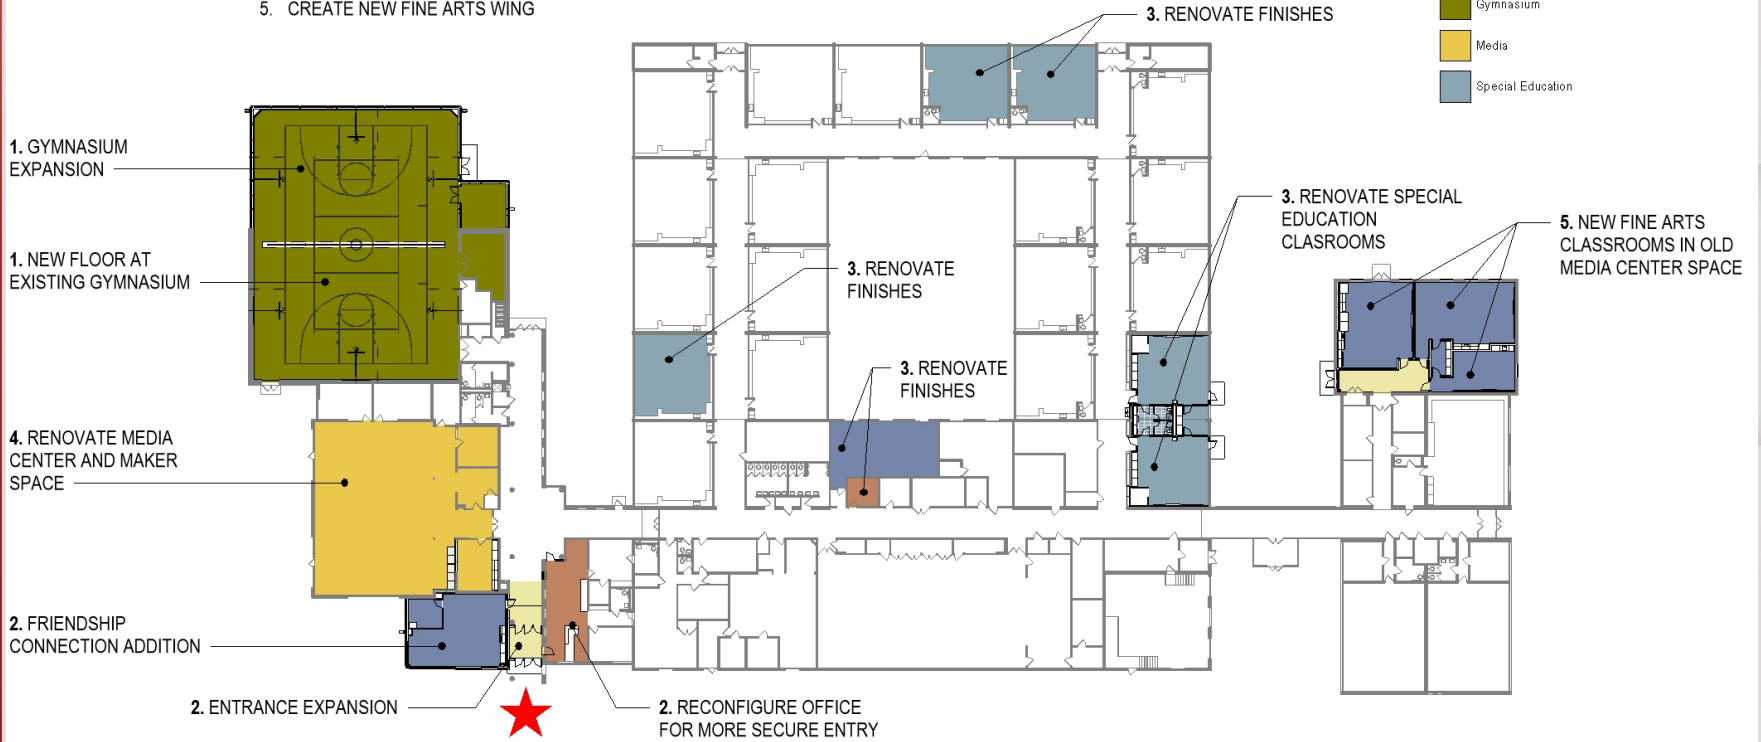 5. CREATE NEW FINE ARTS WING
3. RENOVATE FINISHES
Gymnasium
Media
Special Education
1. GYMNASIUM
EXPANSION
1. NEW FLOOR AT
EXISTING GYMNASIUM
3. RENOVATE
FINISHES
3. RENOVATE
FINISHES
3. RENOVATE SPECIAL
EDUCATION
CLASROOMS
5. NEW FINE ARTS
CLASSROOMS IN OLD
MEDIA CENTER SPACE
4. RENOVATE MEDIA
CENTER AND MAKER
SPACE
2. FRIENDSHIP
CONNECTION ADDITION
2. ENTRANCE EXPANSION
2. RECONFIGURE OFFICE
FOR MORE SECURE ENTRY